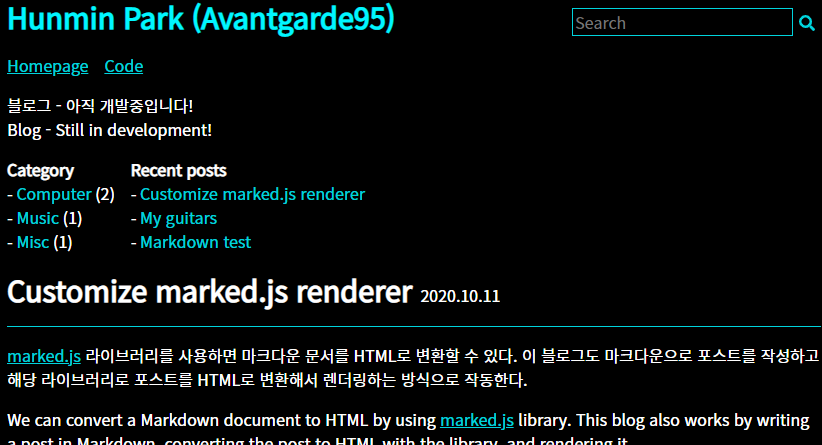 Hunmin Park (Avantgarde95)
Search
Homepage Code
블로그 - 아직 개발중입니다!
Blog - Still in development!
Category
- Computer (2)
- Music (1)
- Misc (1)
Recent posts
- Customize marked.js renderer
- My guitars
- Markdown test
Customize marked.js renderer 2020.10.11
marked.js 라이브러리를 사용하면 마크다운 문서를 HTML로 변환할 수 있다. 이 블로그도 마크다운으로 포스트를 작성하고
해당 라이브러리로 포스트를 HTML로 변환해서 렌더링하는 방식으로 작동한다.
We can convert a Markdown document to HTML by using marked.js library. This blog also works by writing
a post in Markdown, converting the post to HTML with the library, and rendering it.